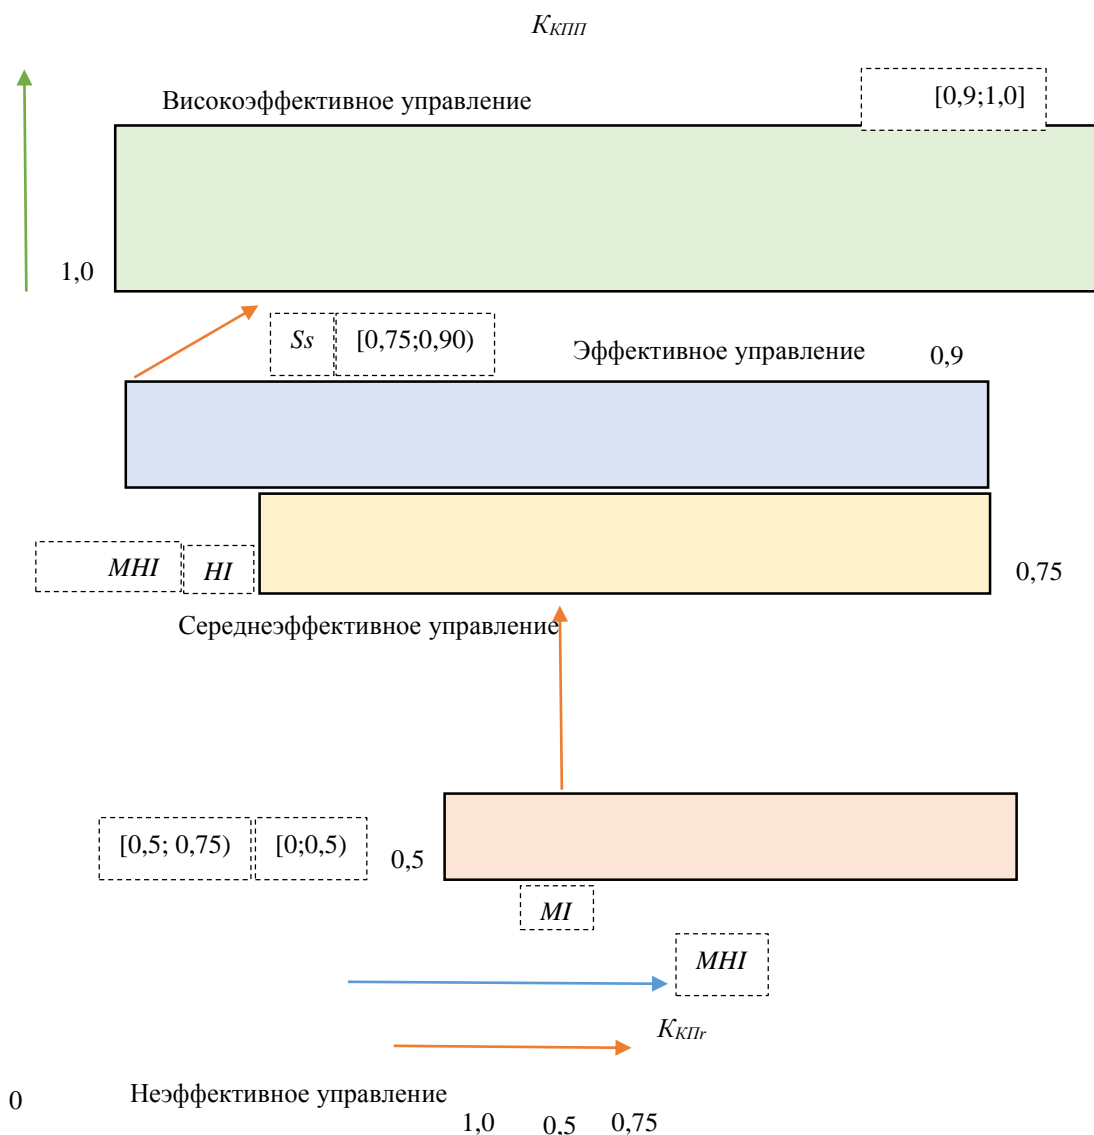 К КПП
Високоэффективное управление
[0,9;1,0]
1,0
Ss
[0,75;0,90)
Эффективное управление
0,9
MHI
HI
0,75
Середнеэффективное управление
[0,5; 0,75)
[0;0,5)
0,5
MI
MHI
К КПr
0
Неэффективное управление
1,0
0,5
0,75